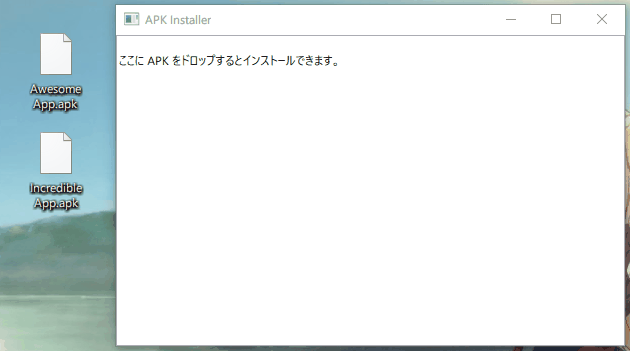 APK Installer
ここに APK をドロップするとインストールできます。
Awesome
App.apk
Incredible
App.apk